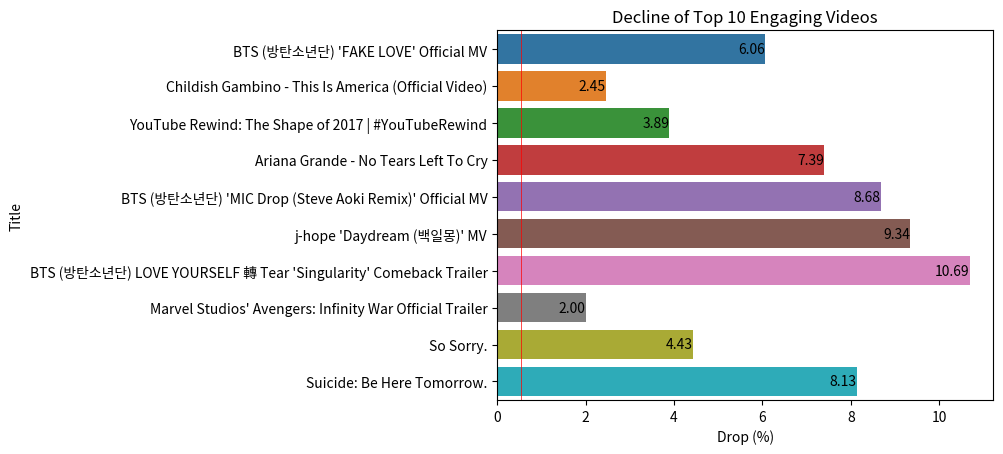 Decline of Top 10 Engaging Videos
BTS (방탄소년단) 'FAKE LOVE' Official MV
6.06
Childish Gambino - This Is America (Official Video)
2.45
YouTube Rewind: The Shape of 2017 | #YouTubeRewind
3.89
Ariana Grande - No Tears Left To Cry
7.39
BTS (방탄소년단) 'MIC Drop (Steve Aoki Remix)' Official MV
8.68
j-hope 'Daydream (백일몽)' MV
9.34
BTS (방탄소년단) LOVE YOURSELF 轉 Tear 'Singularity' Comeback Trailer
10.69
Marvel Studios' Avengers: Infinity War Official Trailer
2.00
So Sorry.
4.43
Suicide: Be Here Tomorrow.
8.13
Title
0 2 4 6 8 10
Drop (%)